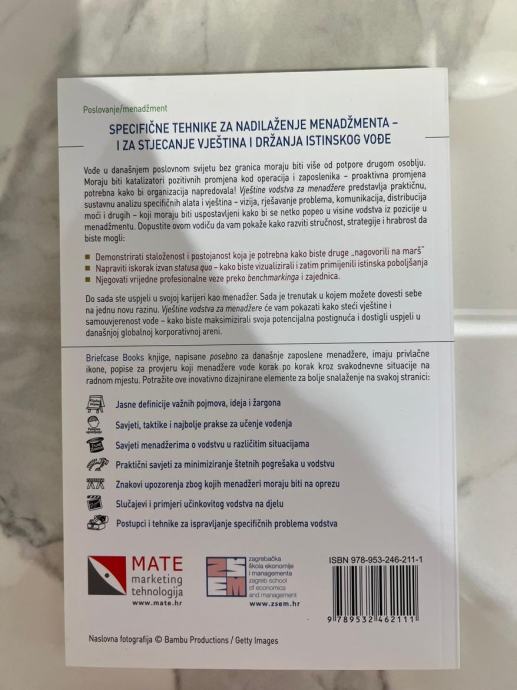 Poslovanje/menadžment
SPECIFIČNE TEHNIKE ZA NADILAŽENJE MENADŽMENTA –
I ZA STJECANJE VJEŠTINA I DRŽANJA ISTINSKOG VOĐE
Vođe u današnjem poslovnom svijetu bez granica moraju biti više od potpore drugom osoblju.
Moraju biti katalizatori pozitivnih promjena kod operacija i zaposlenika – proaktivna promjena
potrebna kako bi organizacija napredovala! Vještine vodstva za menadžere predstavlja praktičnu,
sustavnu analizu specifičnih alata i vještina – vizija, rješavanje problema, komunikacija, distribucija
moći i drugih – koji moraju biti uspostavljeni kako bi se netko popeo u visine vodstva iz pozicije u
menadžmentu. Dopustite ovom vodiču da vam pokaže kako razviti stručnost, strategije i hrabrost da
biste mogli:
Demonstrirati staloženost i postojanost koja je potrebna kako biste druge „nagovorili na marš"
Napraviti iskorak izvan statusa quo – kako biste vizualizirali i zatim primijenili istinska poboljšanja
Njegovati vrijedne profesionalne veze preko benchmarkinga i zajednica.
Do sada ste uspjeli u svojoj karijeri kao menadžer. Sada je trenutak u kojem možete dovesti sebe
na jednu novu razinu. Vještine vodstva za menadžere će vam pokazati kako steći vještine i
samouvjerenost vođe – kako biste maksimizirali svoja potencijalna postignuća i dostigli uspjeli u
današnjoj globalnoj korporativnoj areni.
Briefcase Books knjige, napisane posebno za današnje zaposlene menadžere, imaju privlačne
ikone, popise za provjeru koji menadžere vode korak po korak kroz svakodnevne situacije na
radnom mjestu. Potražite ove inovativno dizajnirane elemente za bolje snalaženje na svakoj stranici:
Jasne definicije važnih pojmova, ideja i žargona
Savjeti, taktike i najbolje prakse za učenje vođenja
Savjeti menadžerima o vodstvu u različitim situacijama
Praktični savjeti za minimiziranje štetnih pogrešaka u vodstvu
Znakovi upozorenja zbog kojih menadžeri moraju biti na oprezu
Slučajevi i primjeri učinkovitog vodstva na djelu
Postupci i tehnike za ispravljanje specifičnih problema vodstva
MATE
marketing
tehnologija
www.mate.hr
ZSEM
zagrebačka
škola ekonomije
i managementa
zagreb school
of economics
and management
www.zsem.hr
ISBN 978-953-246-211-1
9 789532 462111
Naslovna fotografija © Bambu Productions / Getty Images